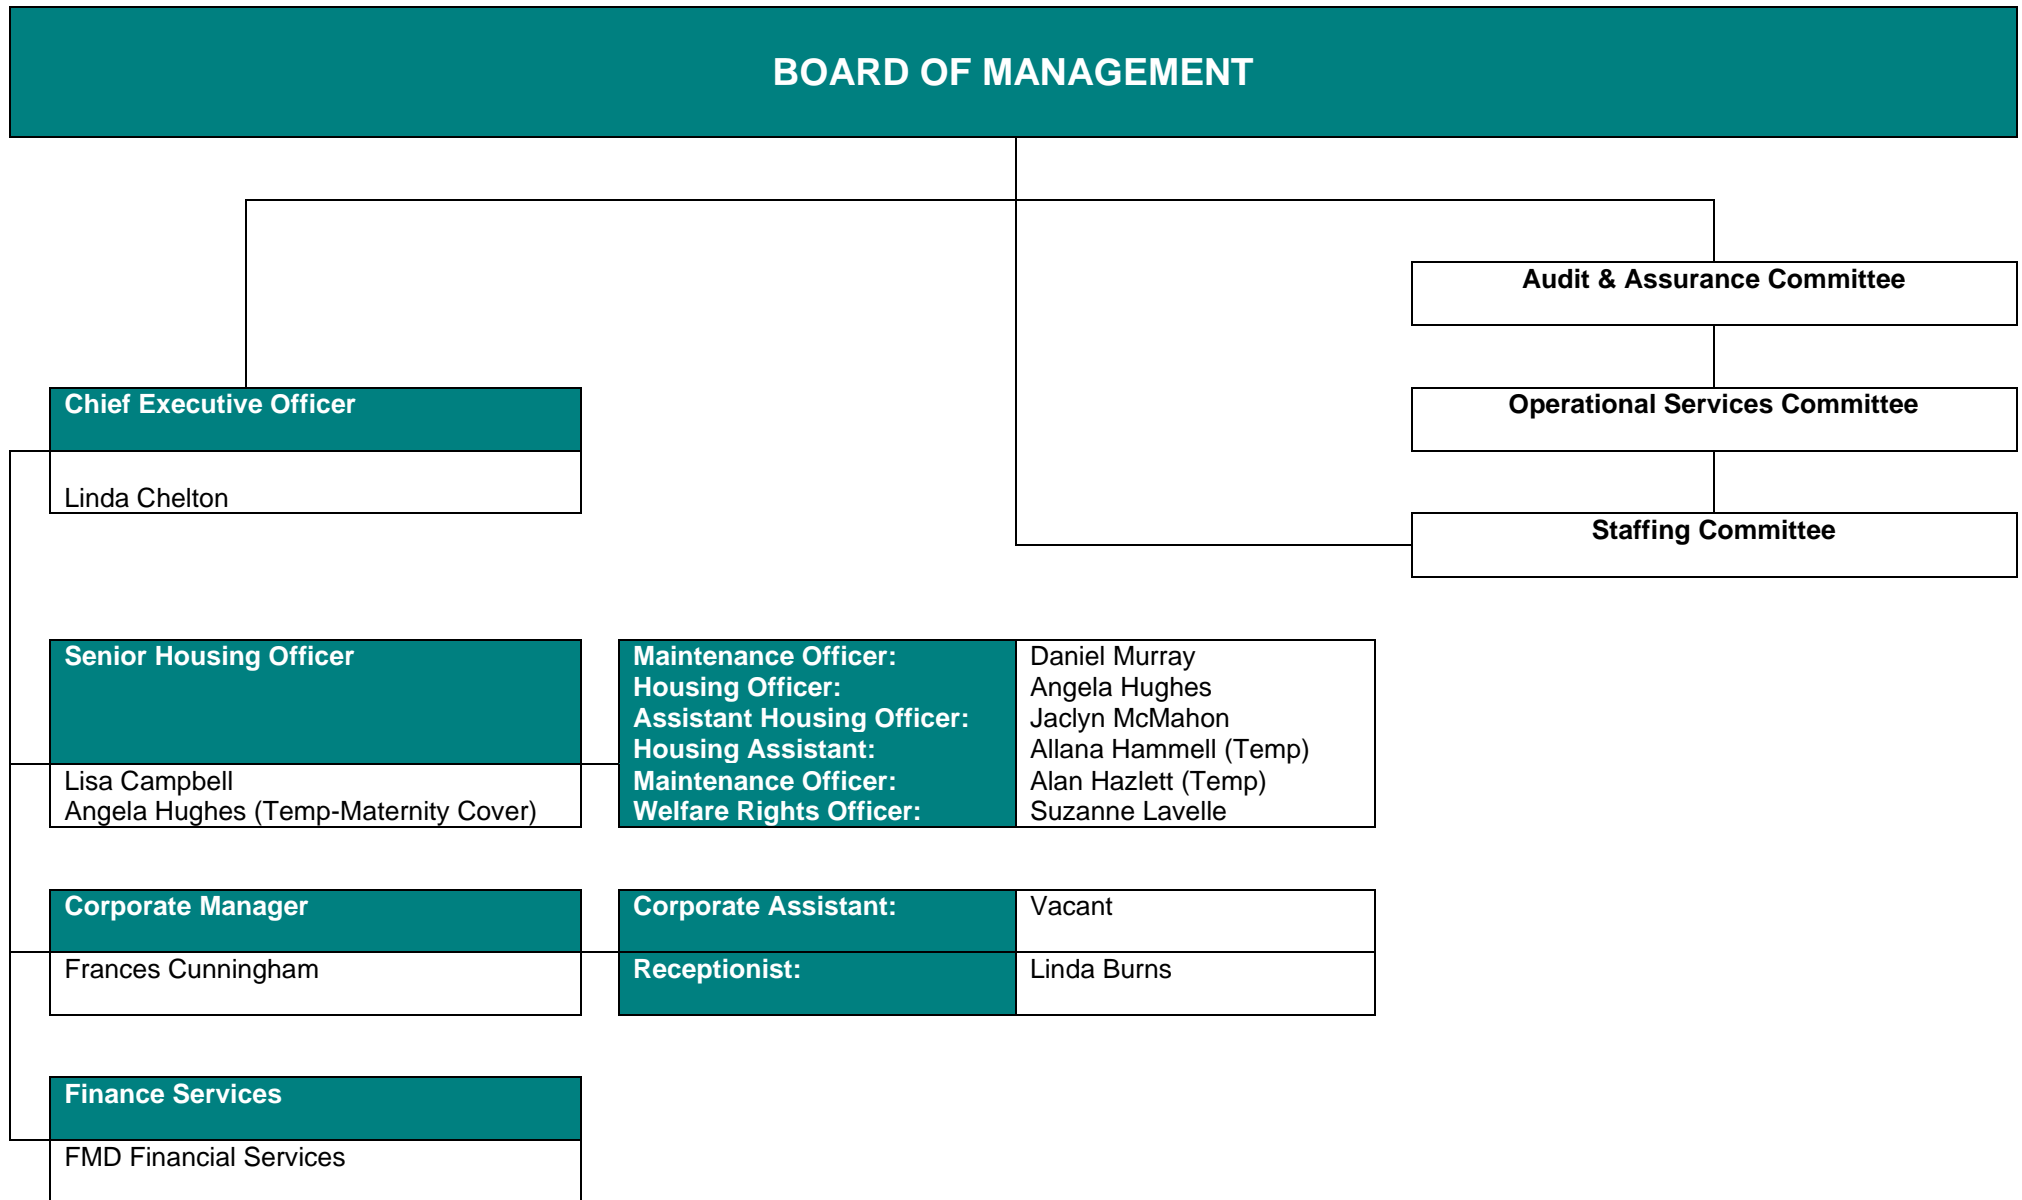 BOARD OF MANAGEMENT
Audit & Assurance Committee
Chief Executive Officer
Operational Services Committee
Linda Chelton
Staffing Committee
Senior Housing Officer
Lisa Campbell
Angela Hughes (Temp-Maternity Cover)
Maintenance Officer: Daniel Murray
Housing Officer: Angela Hughes
Assistant Housing Officer: Jaclyn McMahon
Housing Assistant: Allana Hammell (Temp)
Maintenance Officer: Alan Hazlett (Temp)
Welfare Rights Officer: Suzanne Lavelle
Corporate Manager
Frances Cunningham
Corporate Assistant: Vacant
Receptionist: Linda Burns
Finance Services
FMD Financial Services